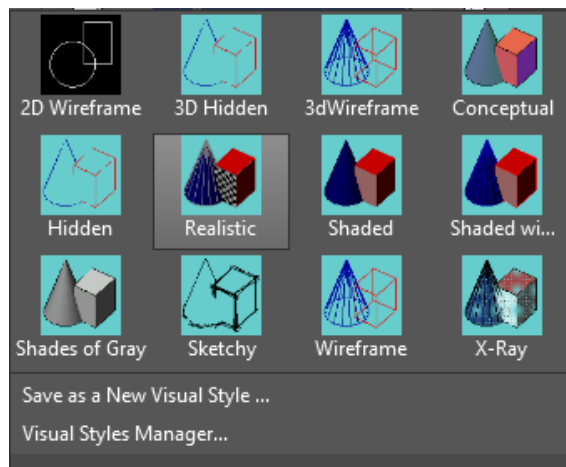 2D Wireframe 3D Hidden 3dWireframe Conceptual
Hidden Realistic Shaded Shaded wi...
Shades of Gray Sketchy Wireframe X-Ray
Save as a New Visual Style ...
Visual Styles Manager...